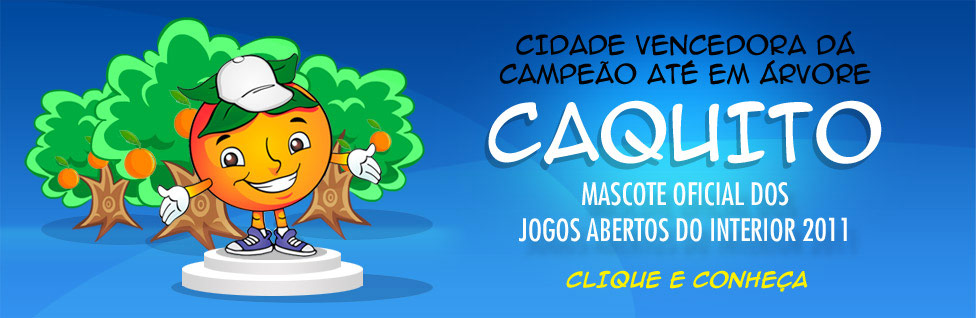 CIDADE VENCEDORA DÁ
CAMPEÃO ATÉ EM ÁRVORE
CAQUITO
MASCOTE OFICIAL DOS
JOGOS ABERTOS DO INTERIOR 2011
CLIQUE E CONHEÇA